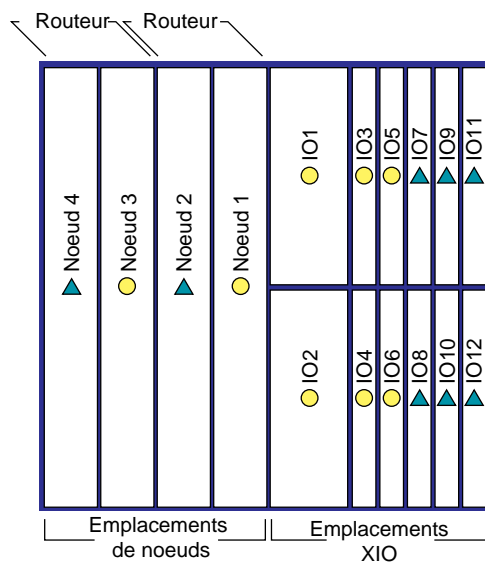 Routeur
Routeur
Noeud 4
Noeud 3
Noeud 2
Noeud 1
IO1
IO3
IO5
IO7
IO9
IO11
IO2
IO4
IO6
IO8
IO10
IO12
Emplacements
de noeuds
Emplacements
XIO